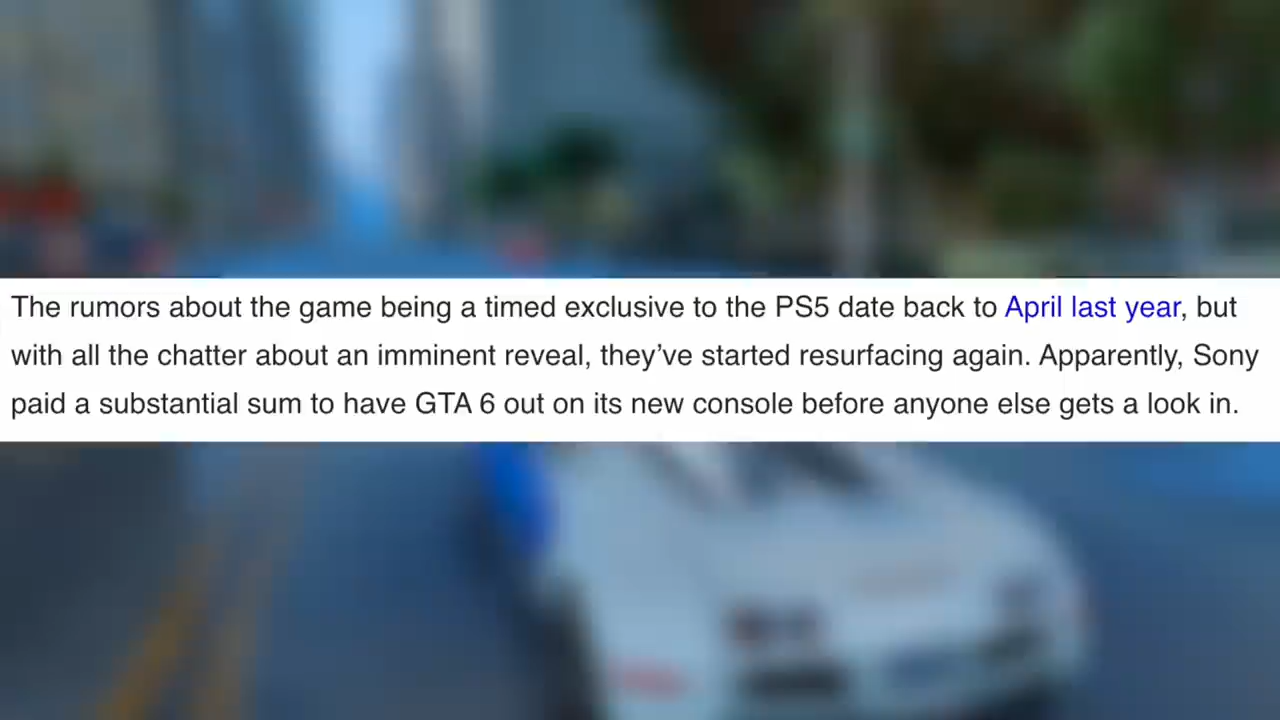 The rumors about the game being a timed exclusive to the PS5 date back to April last year, but
with all the chatter about an imminent reveal, they’ve started resurfacing again. Apparently, Sony
paid a substantial sum to have GTA 6 out on its new console before anyone else gets a look in.